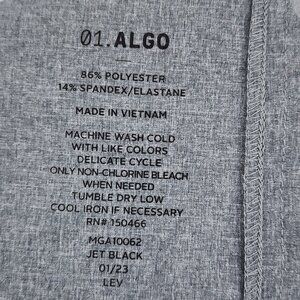 01.ALGO
86% POLYESTER
14% SPANDEX/ELASTANE
MADE IN VIETNAM
MACHINE WASH COLD
WITH LIKE COLORS
DELICATE CYCLE
ONLY NON-CHLORINE BLEACH
WHEN NEEDED
TUMBLE DRY LOW
COOL IRON IF NECESSARY
RN# 150466
MGA10062
JET BLACK
01/23
LEV